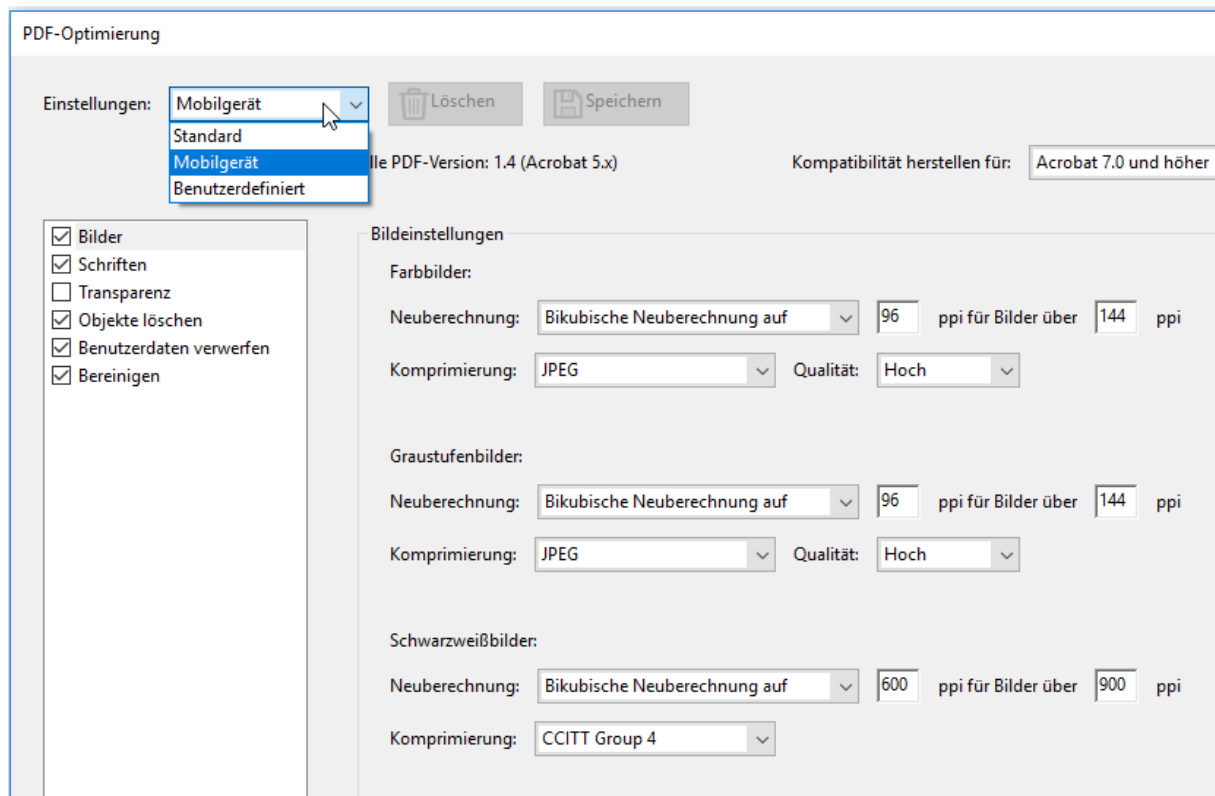 PDF-Optimierung
Einstellungen: Mobilgerät Löschen Speichern
Standard
Mobilgerät
Benutzerdefiniert
lle PDF-Version: 1.4 (Acrobat 5.x) Kompatibilität herstellen für: Acrobat 7.0 und höher
Bilder
Schriften
Transparenz
Objekte löschen
Benutzerdaten verwerfen
Bereinigen
Bildeinstellungen
Farbbilder:
Neuberechnung: Bikubische Neuberechnung auf 96 ppi für Bilder über 144 ppi
Komprimierung: JPEG Qualität: Hoch
Graustufenbilder:
Neuberechnung: Bikubische Neuberechnung auf 96 ppi für Bilder über 144 ppi
Komprimierung: JPEG Qualität: Hoch
Schwarzweißbilder:
Neuberechnung: Bikubische Neuberechnung auf 600 ppi für Bilder über 900 ppi
Komprimierung: CCITT Group 4